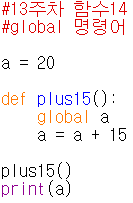 #13주차 함수14
#global 명령어
a = 20
def plus15():
    global a
    a = a + 15
plus15()
print(a)